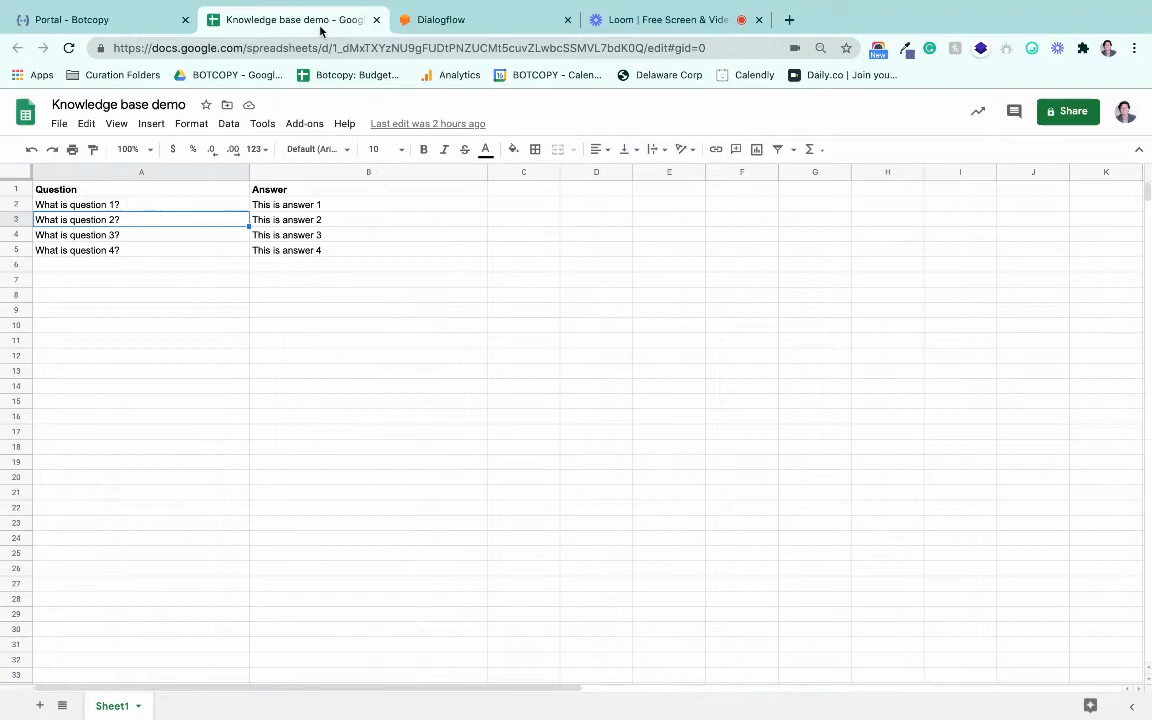 Portal - Botcopy
Knowledge base demo - Goog
Dialogflow
Loom | Free Screen & Vide
https://docs.google.com/spreadsheets/d/1_dMxTXYzNU9gFUDtPNZUCMt5cuvZLwbcSSMVL7bdK0Q/edit#gid=0
New
Apps
Curation Folders
BOTCOPY - Googl...
Botcopy: Budget...
Analytics
16
BOTCOPY - Calen...
Delaware Corp
Calendly
Daily.co | Join you...
Knowledge base demo
File Edit View Insert Format Data Tools Add-ons Help Last edit was 2 hours ago
Share
100% $ % .0 .00 123 Default (Ari... 10 B I S A
A B C D E F G H I J K
1 Question Answer
2 What is question 1? This is answer 1
3 What is question 2? This is answer 2
4 What is question 3? This is answer 3
5 What is question 4? This is answer 4
6
7
8
9
10
11
12
13
14
15
16
17
18
19
20
21
22
23
24
25
26
27
28
29
30
31
32
33
Sheet1